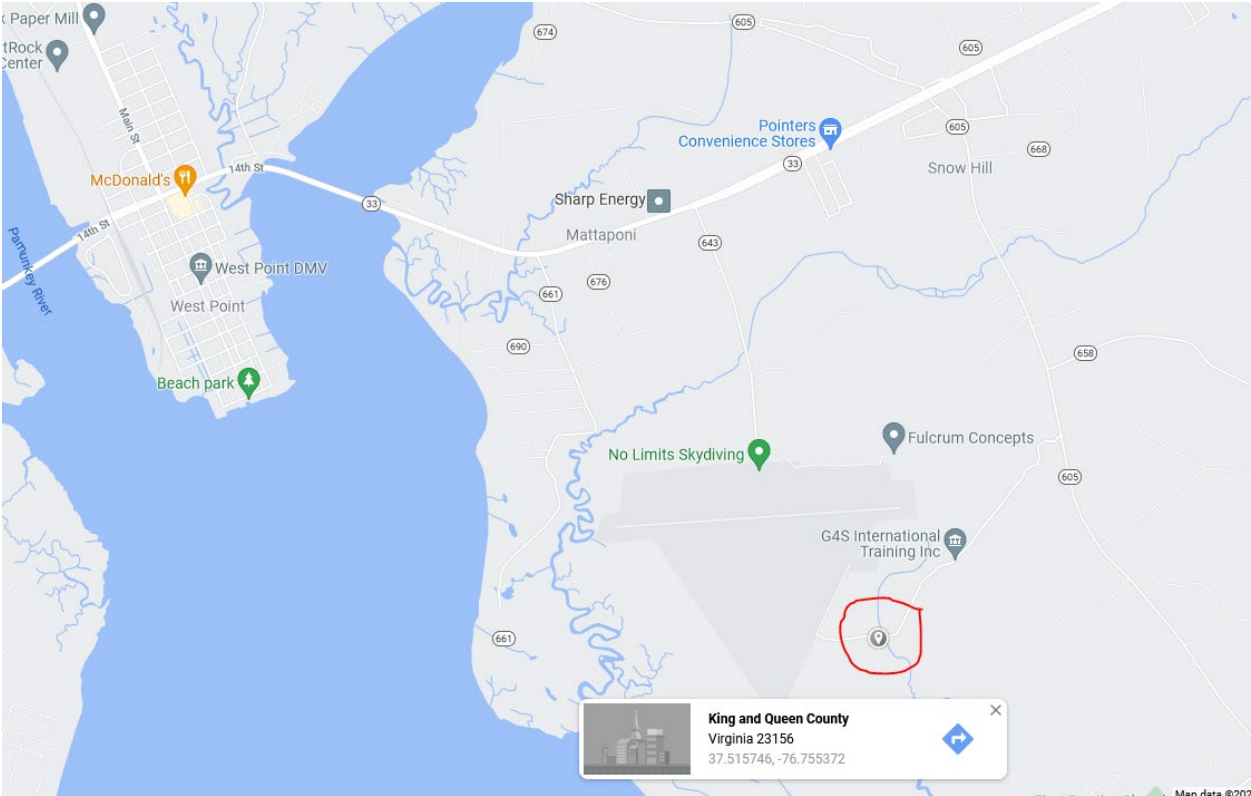 k Paper Mill
tRock
Center
674
605
605
Main St
Pointers
Convenience Stores
605
668
14th St
33
Snow Hill
McDonald's
Sharp Energy
33
14th St
Mattaponi
643
Pamunkey River
West Point DMV
676
661
West Point
690
658
Beach park
Fulcrum Concepts
No Limits Skydiving
605
G4S International
Training Inc
661
King and Queen County
Virginia 23156
37.515746, -76.755372
Map data ©202